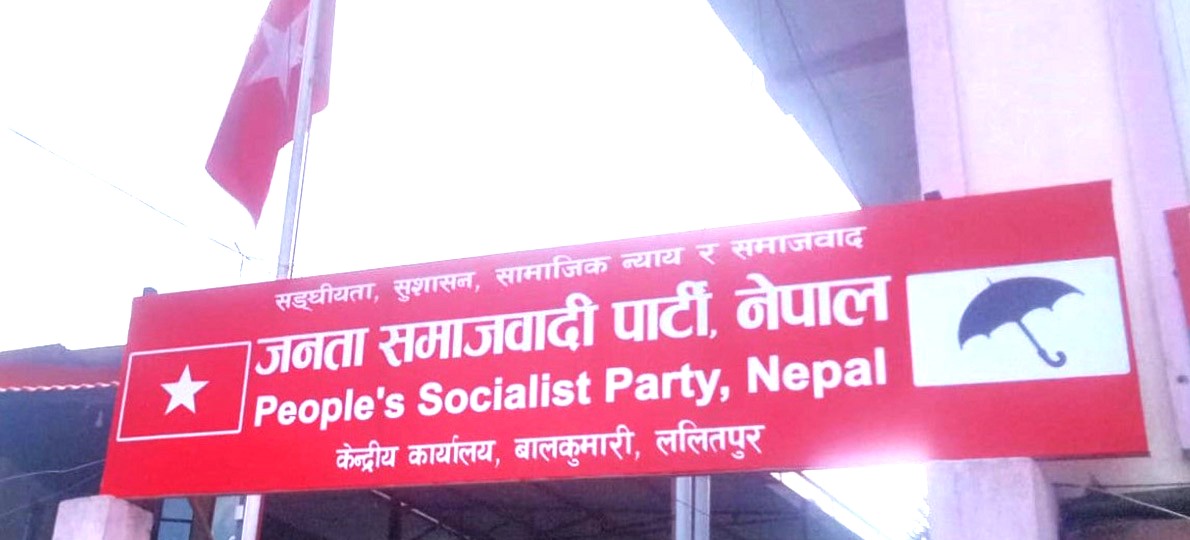 सङ्घीयता, सुशासन, सामाजिक न्याय र समाजवाद
जनता समाजवादी पार्टी, नेपाल
People's Socialist Party, Nepal
केन्द्रीय कार्यालय, बालकुमारी, ललितपुर